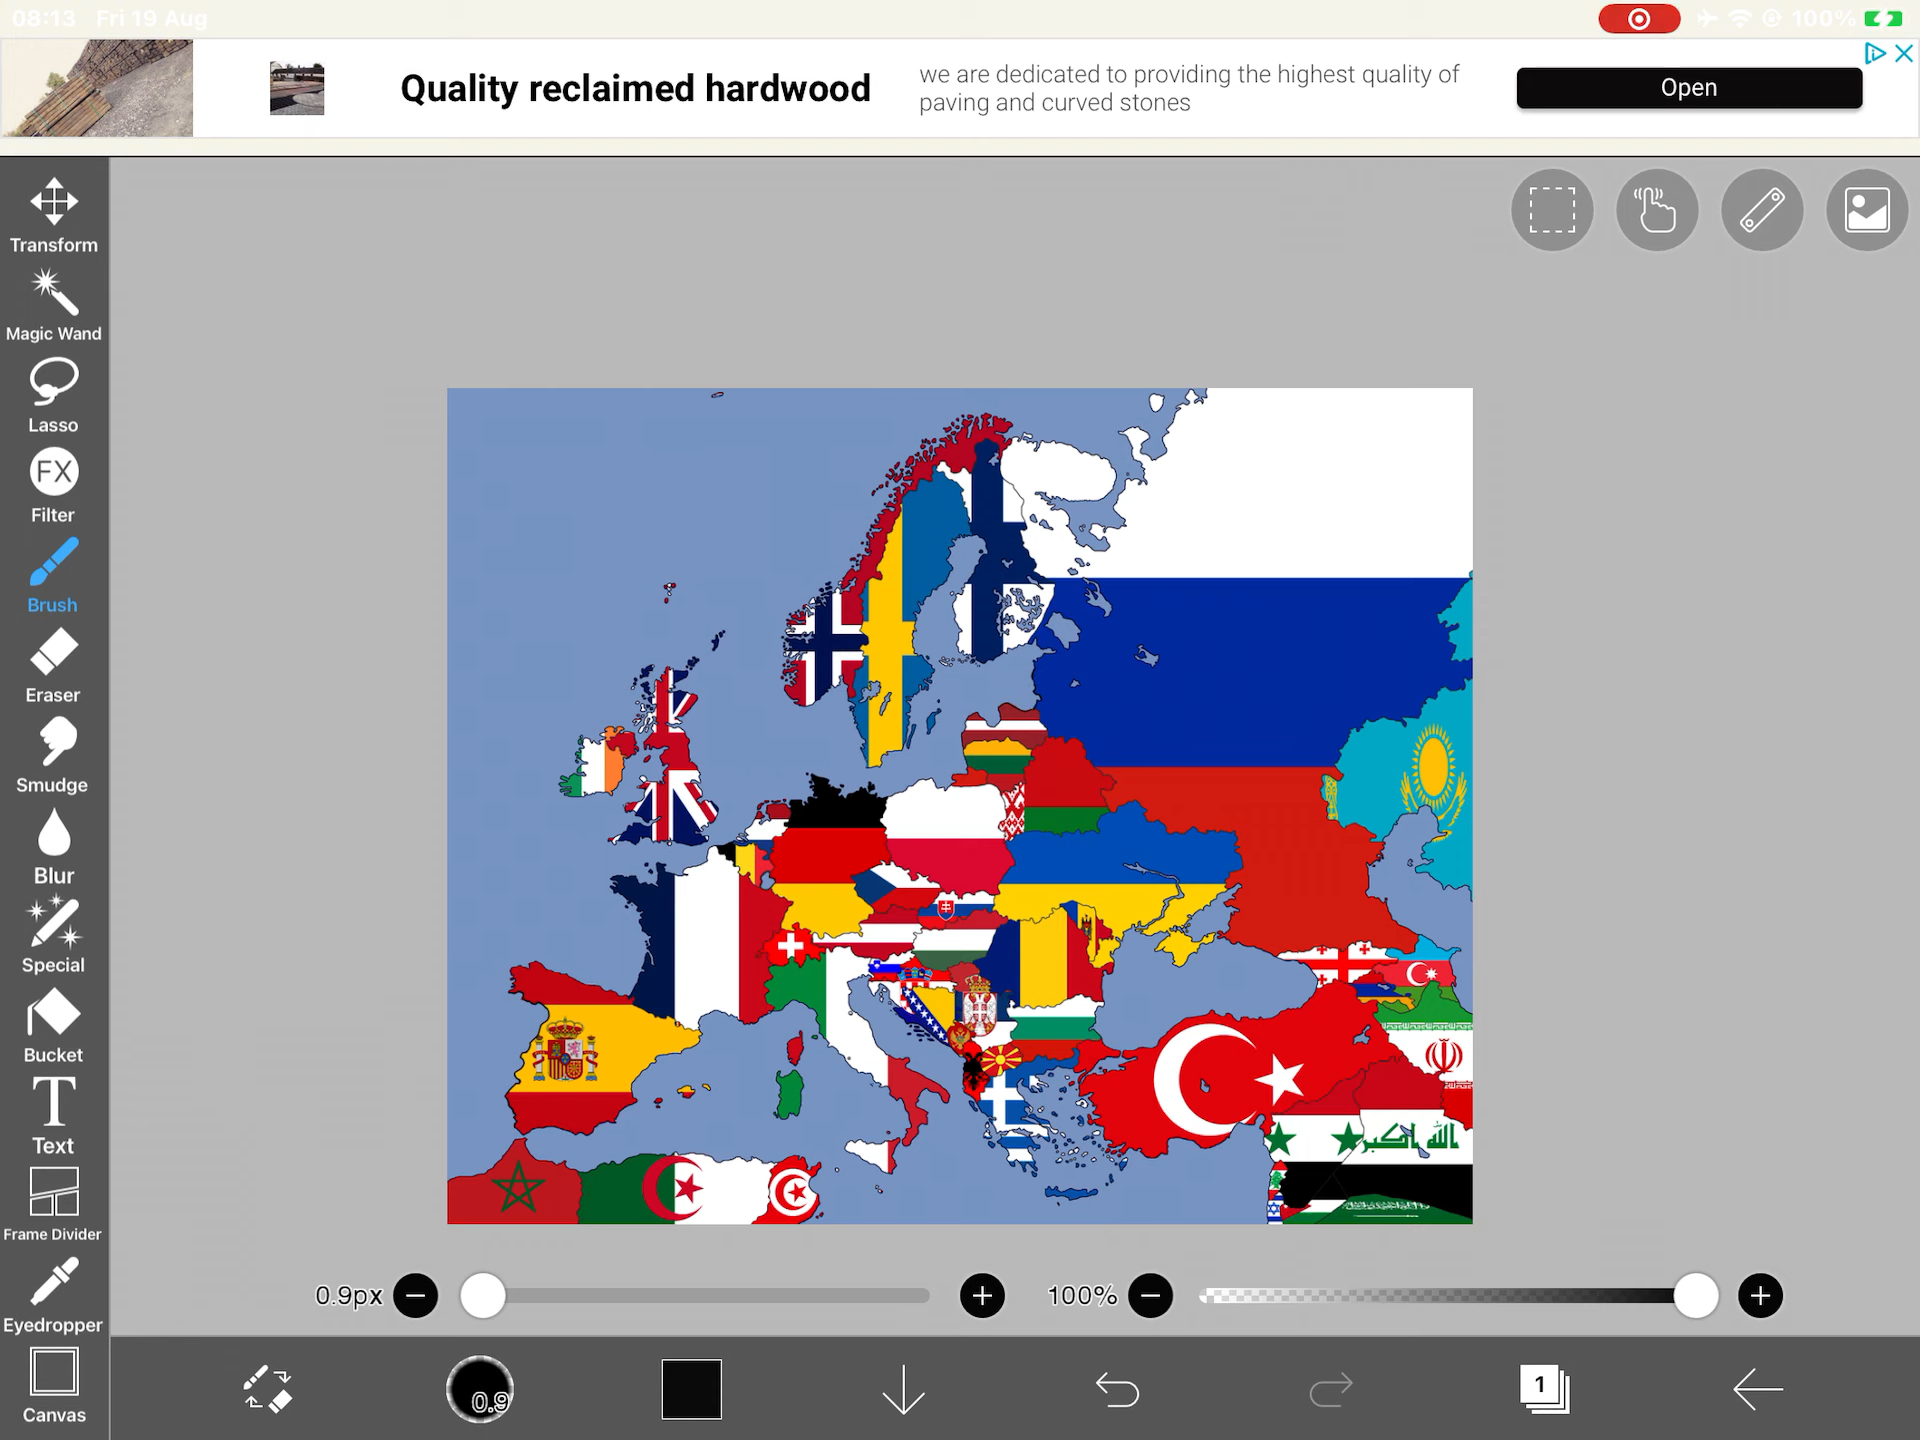 08:13 Fri 19 Aug
100%
Quality reclaimed hardwood
we are dedicated to providing the highest quality of
paving and curved stones
Open
Transform
Magic Wand
Lasso
FX
Filter
Brush
Eraser
Smudge
Blur
Special
Bucket
T
Text
Frame Divider
Eyedropper
Canvas
الله اكبر
0.9px
100%
0.9
1